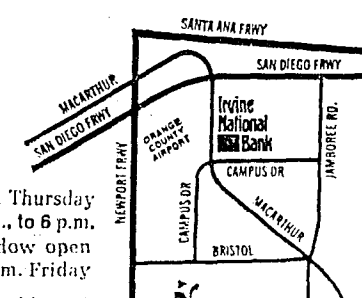 SANTA ANA FRWY
SAN DIEGO FRWY
MACARTHUR
SAN DIEGO FRWY
Irvine
National
Bank
ORANGE
COUNTY
AIRPORT
JAMBOREE RD.
CAMPUS DR
NEWPORT FRWY
CAMPUS DR
MACARTHUR
BRISTOL
Thursday
., to 6 p.m.
dow open
m. Friday